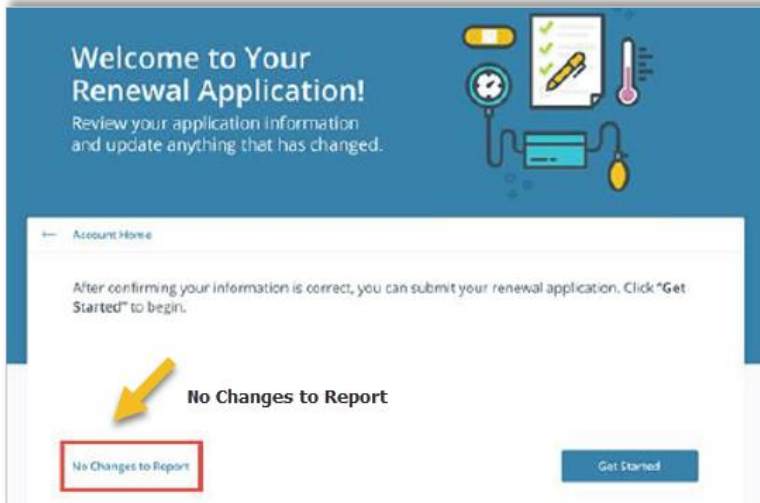 Welcome to Your
Renewal Application!
Review your application information
and update anything that has changed.
← Account Home
After confirming your information is correct, you can submit your renewal application. Click "Get
Started" to begin.
No Changes to Report
No Changes to Report
Get Started